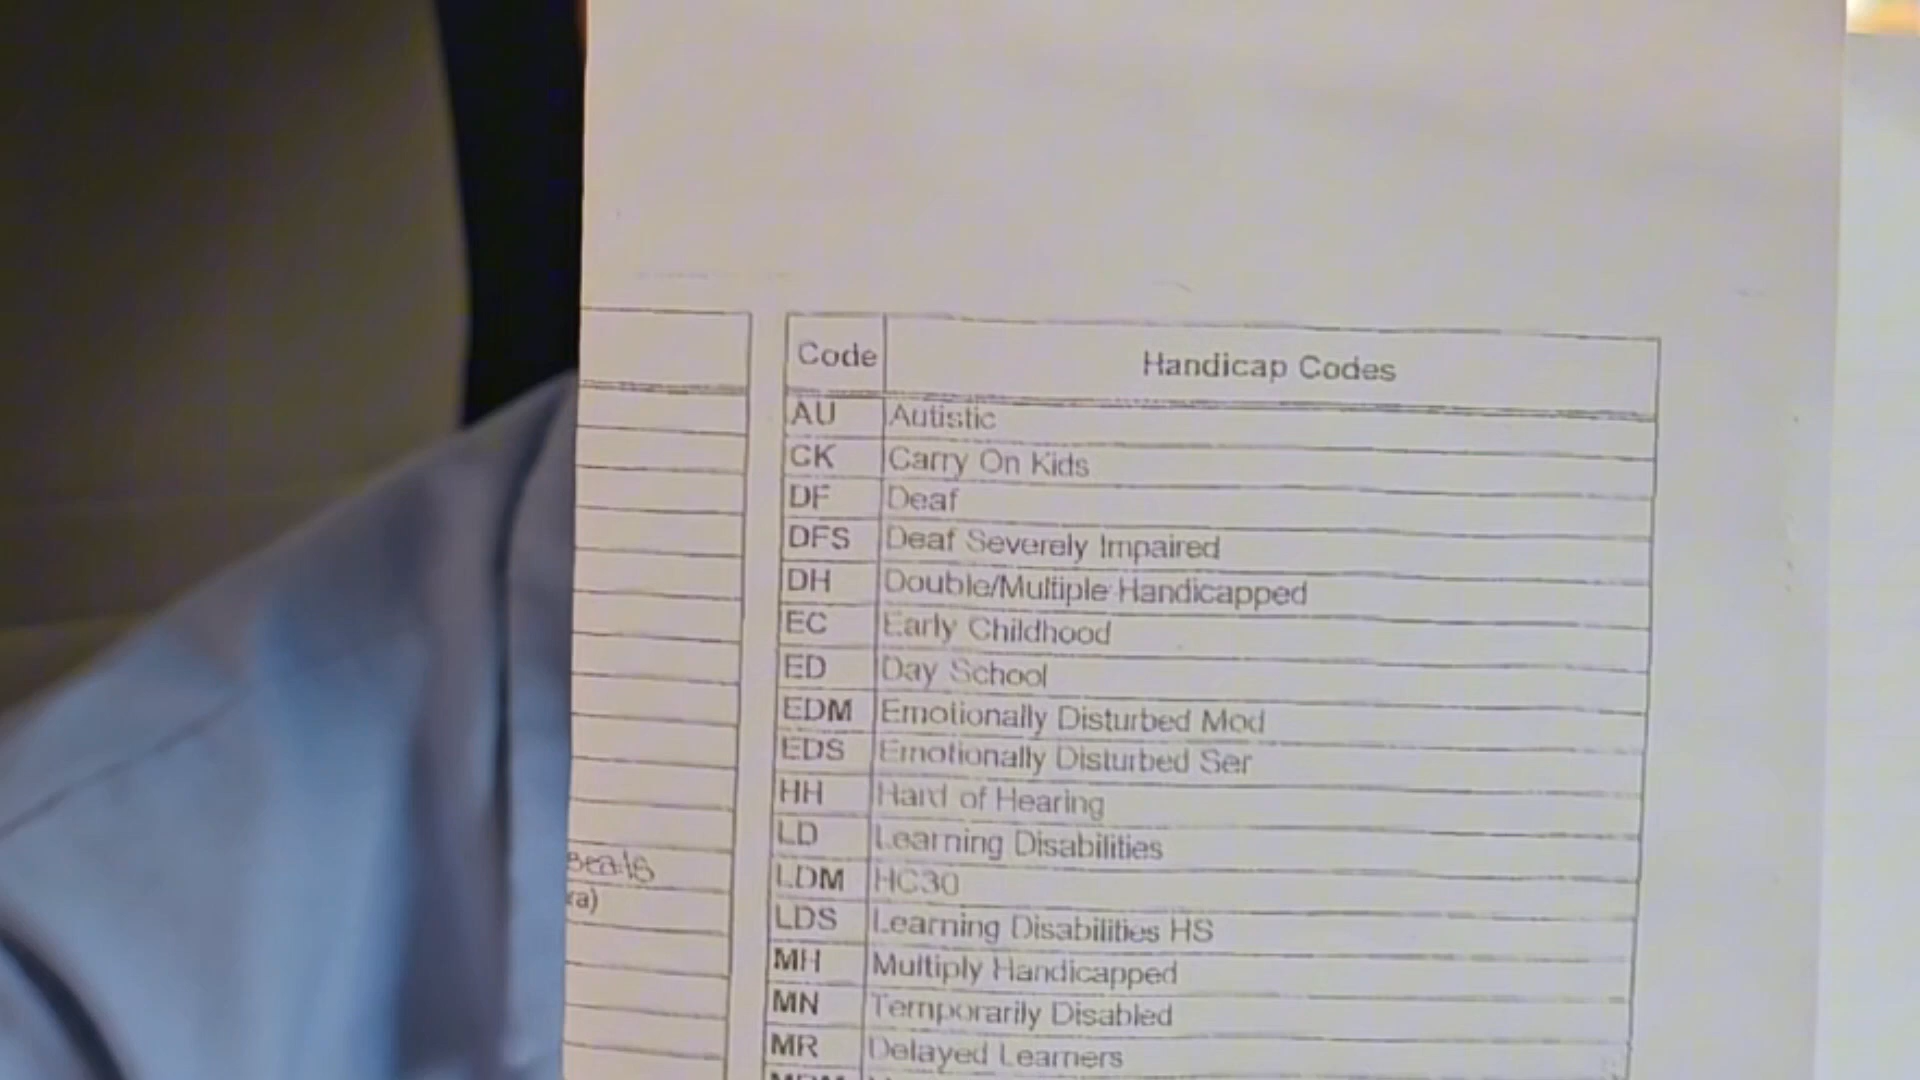 Code Handicap Codes
AU Autistic
CK Carry On Kids
DF Deaf
DFS Deaf Severely Impaired
DH Double/Multiple Handicapped
EC Early Childhood
ED Day School
EDM Emotionally Disturbed Mod
EDS Emotionally Disturbed Ser
HH Hard of Hearing
LD Learning Disabilities
seats
LDM HC30
LDS Learning Disabilities HS
MH Multiply Handicapped
MN Temporarily Disabled
MR Delayed Learners